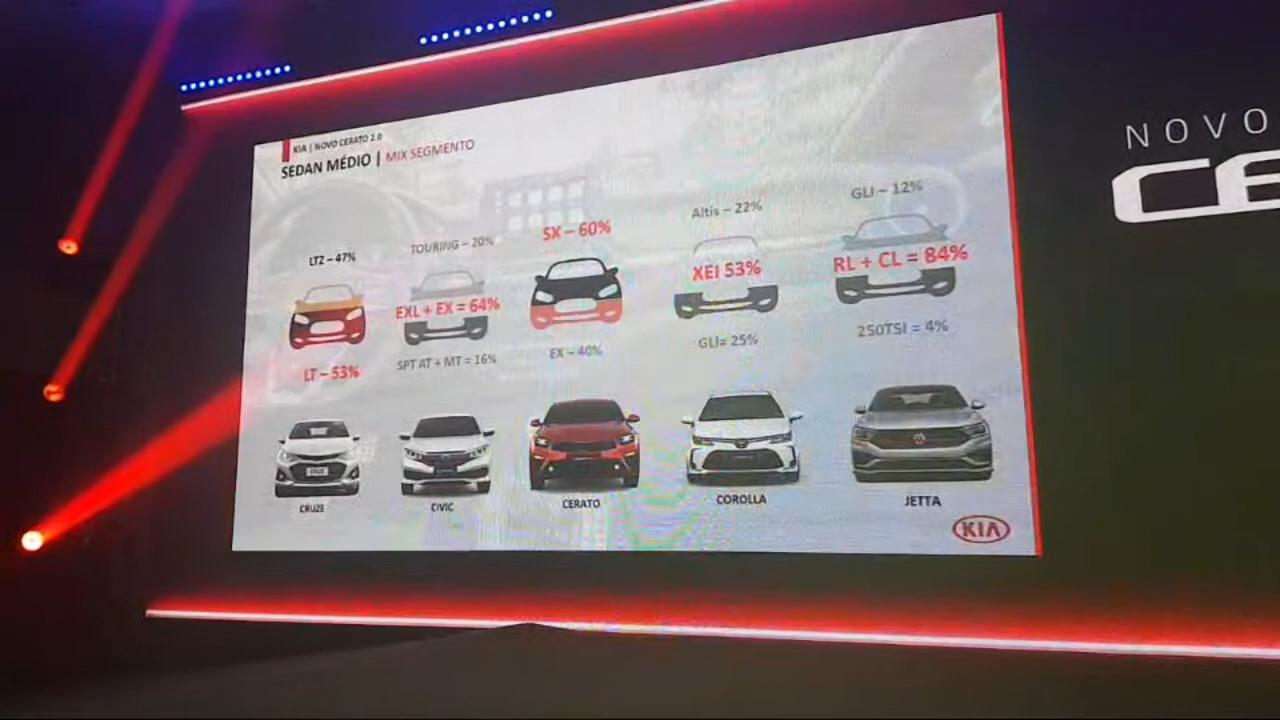 KIA | NOVO CERATO 2.0
SEDAN MÉDIO | MIX SEGMENTO
LTZ – 47%
LT – 53%
CRUZE
TOURING – 20%
EXL + EX = 64%
SPT AT + MT = 16%
CIVIC
SX – 60%
EX – 40%
CERATO
Altis – 22%
XEI 53%
GLI= 25%
COROLLA
GLI – 12%
RL + CL = 84%
250TSI = 4%
JETTA
KIA
NOVO
CE